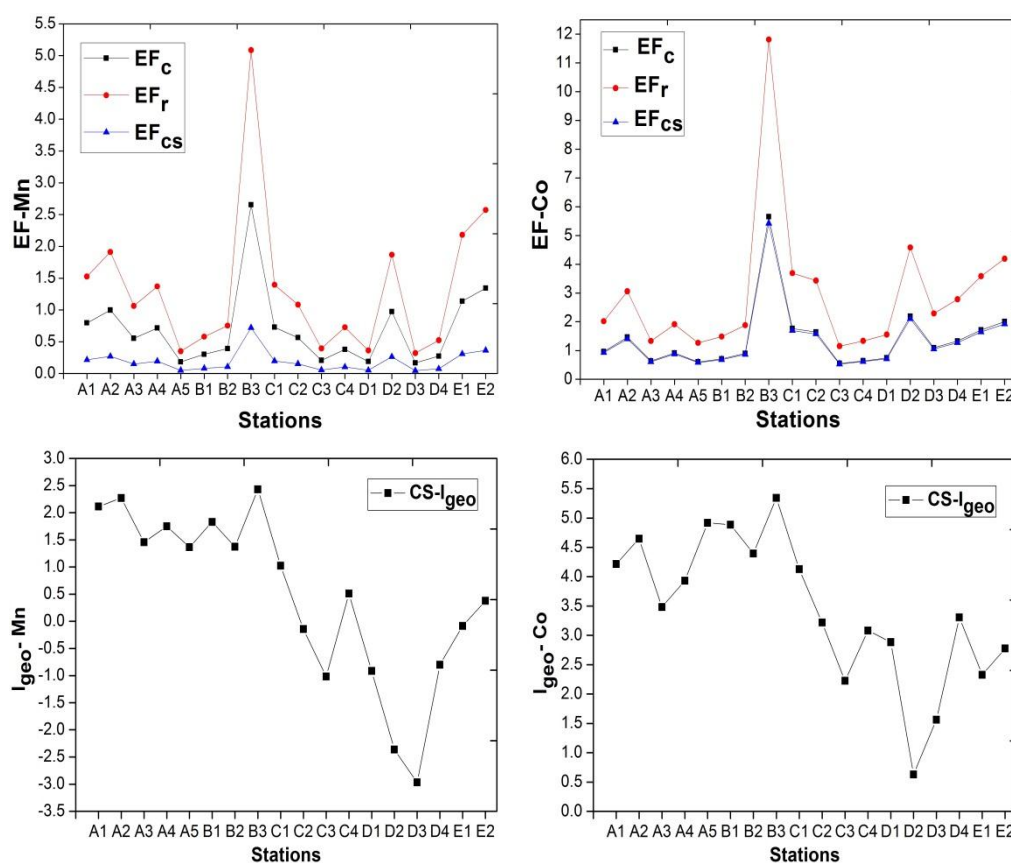 EF-Mn
5.5
5.0
4.5
4.0
3.5
3.0
2.5
2.0
1.5
1.0
0.5
0.0
EFc
EFr
EFcs
A1 A2 A3 A4 A5 B1 B2 B3 C1 C2 C3 C4 D1 D2 D3 D4 E1 E2
Stations
EF-Co
12
11
10
9
8
7
6
5
4
3
2
1
0
EFc
EFr
EFcs
A1 A2 A3 A4 A5 B1 B2 B3 C1 C2 C3 C4 D1 D2 D3 D4 E1 E2
Stations
Igeo- Mn
3.0
2.5
2.0
1.5
1.0
0.5
0.0
-0.5
-1.0
-1.5
-2.0
-2.5
-3.0
-3.5
CS-Igeo
A1 A2 A3 A4 A5 B1 B2 B3 C1 C2 C3 C4 D1 D2 D3 D4 E1 E2
Stations
Igeo- Co
6.0
5.5
5.0
4.5
4.0
3.5
3.0
2.5
2.0
1.5
1.0
0.5
0.0
CS-Igeo
A1 A2 A3 A4 A5 B1 B2 B3 C1 C2 C3 C4 D1 D2 D3 D4 E1 E2
Stations